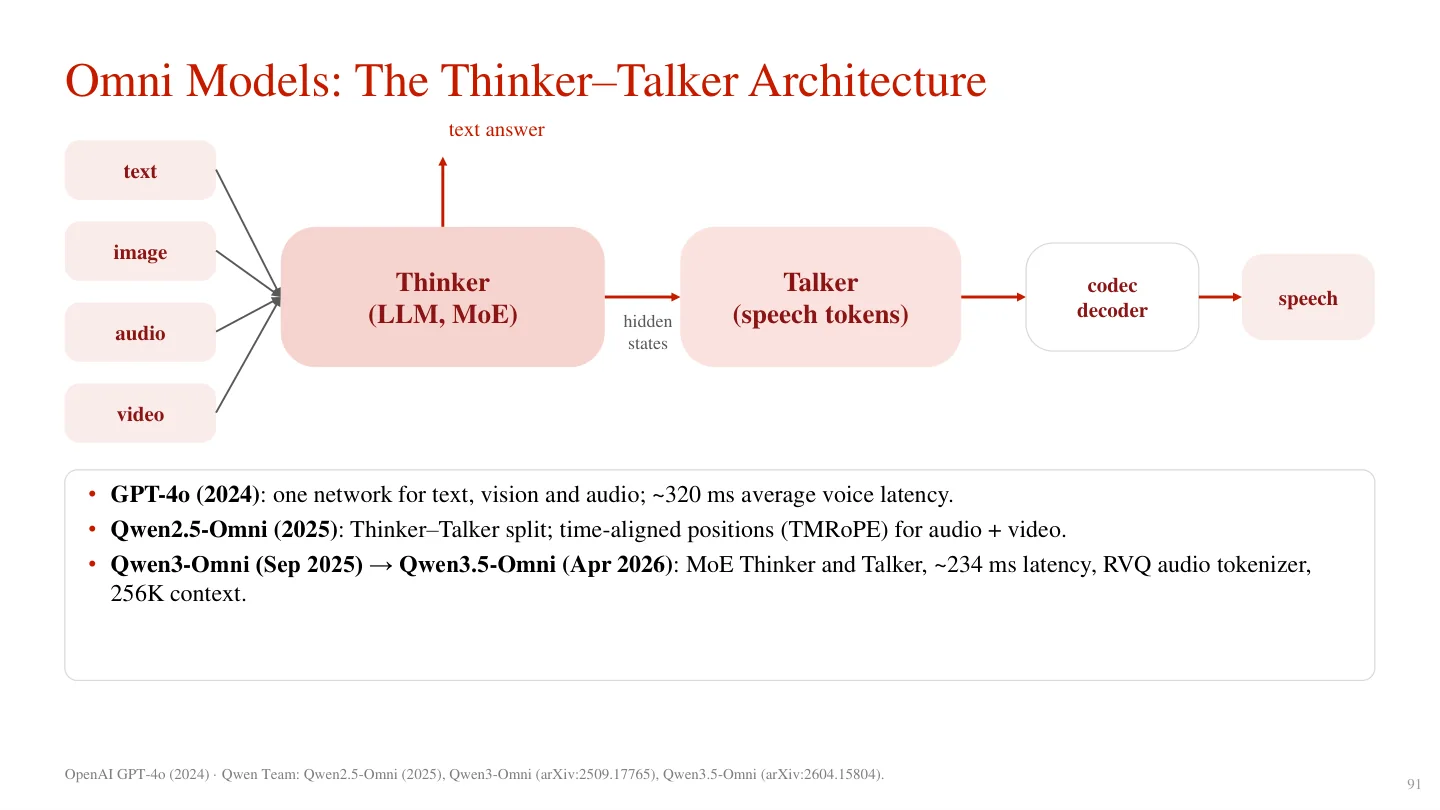 Omni Models: The Thinker–Talker Architecture
text answer
text
image
audio
video
Thinker
(LLM, MoE)
hidden
states
Talker
(speech tokens)
codec
decoder
speech
• GPT-4o (2024): one network for text, vision and audio; ~320 ms average voice latency.
• Qwen2.5-Omni (2025): Thinker–Talker split; time-aligned positions (TMRoPE) for audio + video.
• Qwen3-Omni (Sep 2025) → Qwen3.5-Omni (Apr 2026): MoE Thinker and Talker, ~234 ms latency, RVQ audio tokenizer,
256K context.
OpenAI GPT-4o (2024) · Qwen Team: Qwen2.5-Omni (2025), Qwen3-Omni (arXiv:2509.17765), Qwen3.5-Omni (arXiv:2604.15804).
91